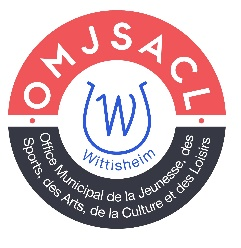 · OMJSACL ·
W
Wittisheim
Office Municipal de la Jeunesse, des
Sports, des Arts, de la Culture et des Loisirs